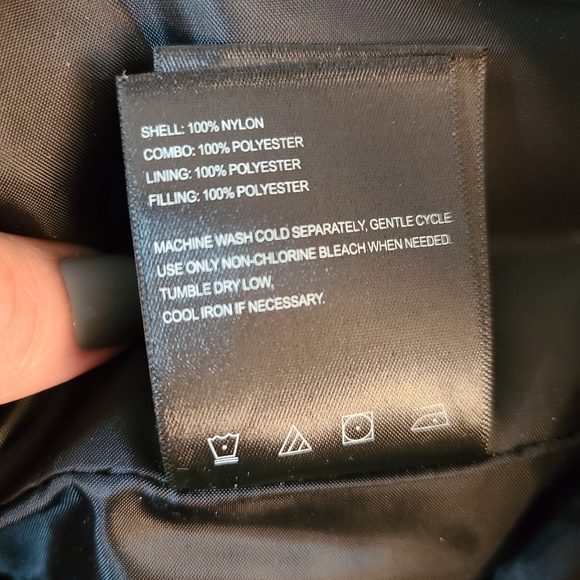 SHELL: 100% NYLON
COMBO: 100% POLYESTER
LINING: 100% POLYESTER
FILLING: 100% POLYESTER
MACHINE WASH COLD SEPARATELY, GENTLE CYCLE.
USE ONLY NON-CHLORINE BLEACH WHEN NEEDED.
TUMBLE DRY LOW,
COOL IRON IF NECESSARY.